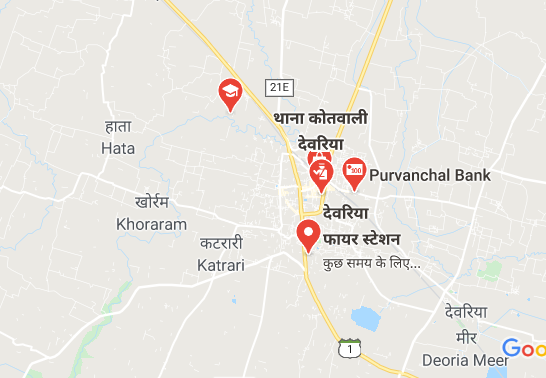 21E
थाना कोतवाली
देवरिया
हाता
Hata
100
Purvanchal Bank
खोर्रम
Khoraram
देवरिया
फायर स्टेशन
कुछ समय के लिए...
कटरारी
Katrari
देवरिया
मीर
Deoria Meer
1
Goo